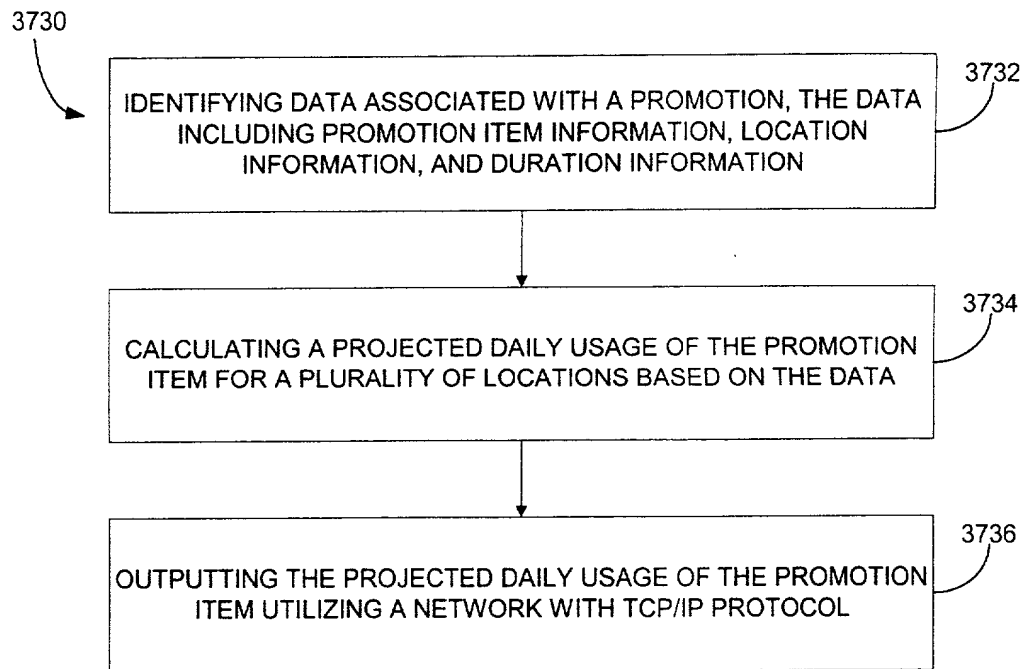 3730
3732
IDENTIFYING DATA ASSOCIATED WITH A PROMOTION, THE DATA
INCLUDING PROMOTION ITEM INFORMATION, LOCATION
INFORMATION, AND DURATION INFORMATION
3734
CALCULATING A PROJECTED DAILY USAGE OF THE PROMOTION
ITEM FOR A PLURALITY OF LOCATIONS BASED ON THE DATA
3736
OUTPUTTING THE PROJECTED DAILY USAGE OF THE PROMOTION
ITEM UTILIZING A NETWORK WITH TCP/IP PROTOCOL